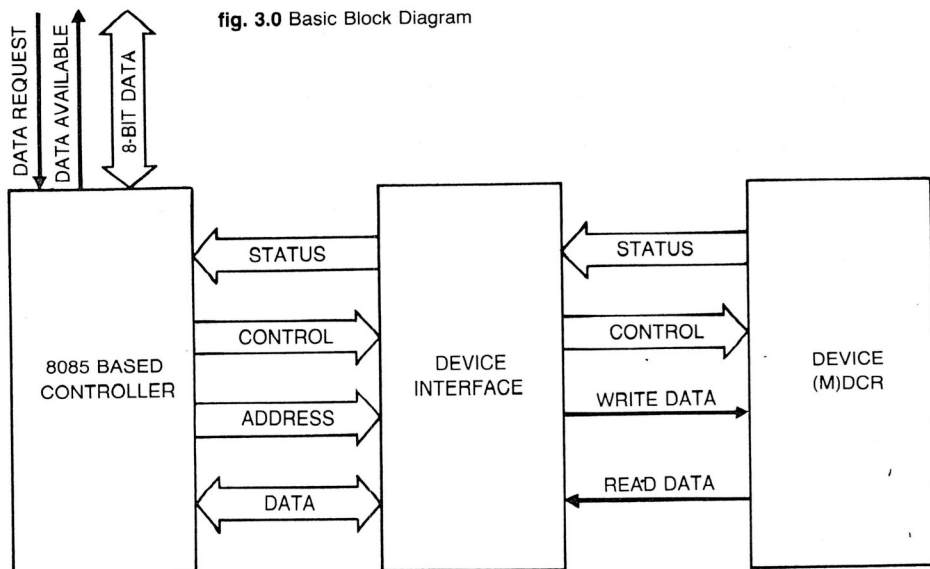 fig. 3.0 Basic Block Diagram
DATA REQUEST
DATA AVAILABLE
8-BIT DATA
8085 BASED
CONTROLLER
STATUS
CONTROL
ADDRESS
DATA
DEVICE
INTERFACE
STATUS
CONTROL
WRITE DATA
READ DATA
DEVICE
(M)DCR